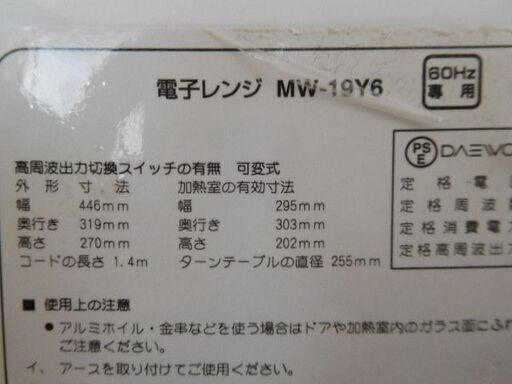 電子レンジ MW-19Y6
60Hz
専用
高周波出力切換スイッチの有無 可変式
外形寸法 加熱室の有効寸法
幅 446mm 幅 295mm
奥行き 319mm 奥行き 303mm
高さ 270mm 高さ 202mm
コードの長さ 1.4m ターンテーブルの直径 255mm
PS
E
DAEWO
定格電
定格周波数
定格消費電力
定格高周波出力
■ 使用上の注意
●アルミホイル・金串などを使う場合はドアや加熱室内のガラス面にふれ
ご注意ください。
イ、アースを取り付けてご使用ください。